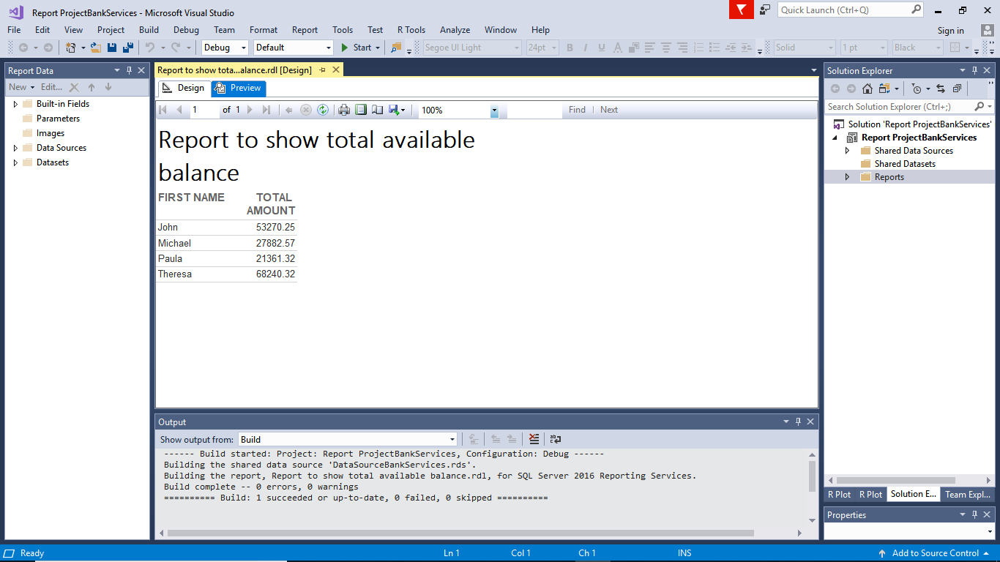 Report ProjectBankServices - Microsoft Visual Studio
Quick Launch (Ctrl+Q)
File Edit View Project Build Debug Team Format Report Tools Test R Tools Analyze Window Help
Sign in
Debug Default Start Segoe UI Light 24pt B I U A Solid 1 pt Black
Report Data
New Edit...
Built-in Fields
Parameters
Images
Data Sources
Datasets
Report to show tota...alance.rdl [Design]
Design Preview
1 of 1 100% Find | Next
Report to show total available
balance
FIRST NAME TOTAL
AMOUNT
John 53270.25
Michael 27882.57
Paula 21361.32
Theresa 68240.32
Output
Show output from: Build
------ Build started: Project: Report ProjectBankServices, Configuration: Debug ------
Building the shared data source 'DataSourceBankServices.rds'.
Building the report, Report to show total available balance.rdl, for SQL Server 2016 Reporting Services.
Build complete -- 0 errors, 0 warnings
========== Build: 1 succeeded or up-to-date, 0 failed, 0 skipped ==========
Solution Explorer
Search Solution Explorer (Ctrl+;)
Solution 'Report ProjectBankServices'
Report ProjectBankServices
Shared Data Sources
Shared Datasets
Reports
R Plot R Plot Solution E... Team Expl...
Properties
Ready Ln 1 Col 1 Ch 1 INS Add to Source Control